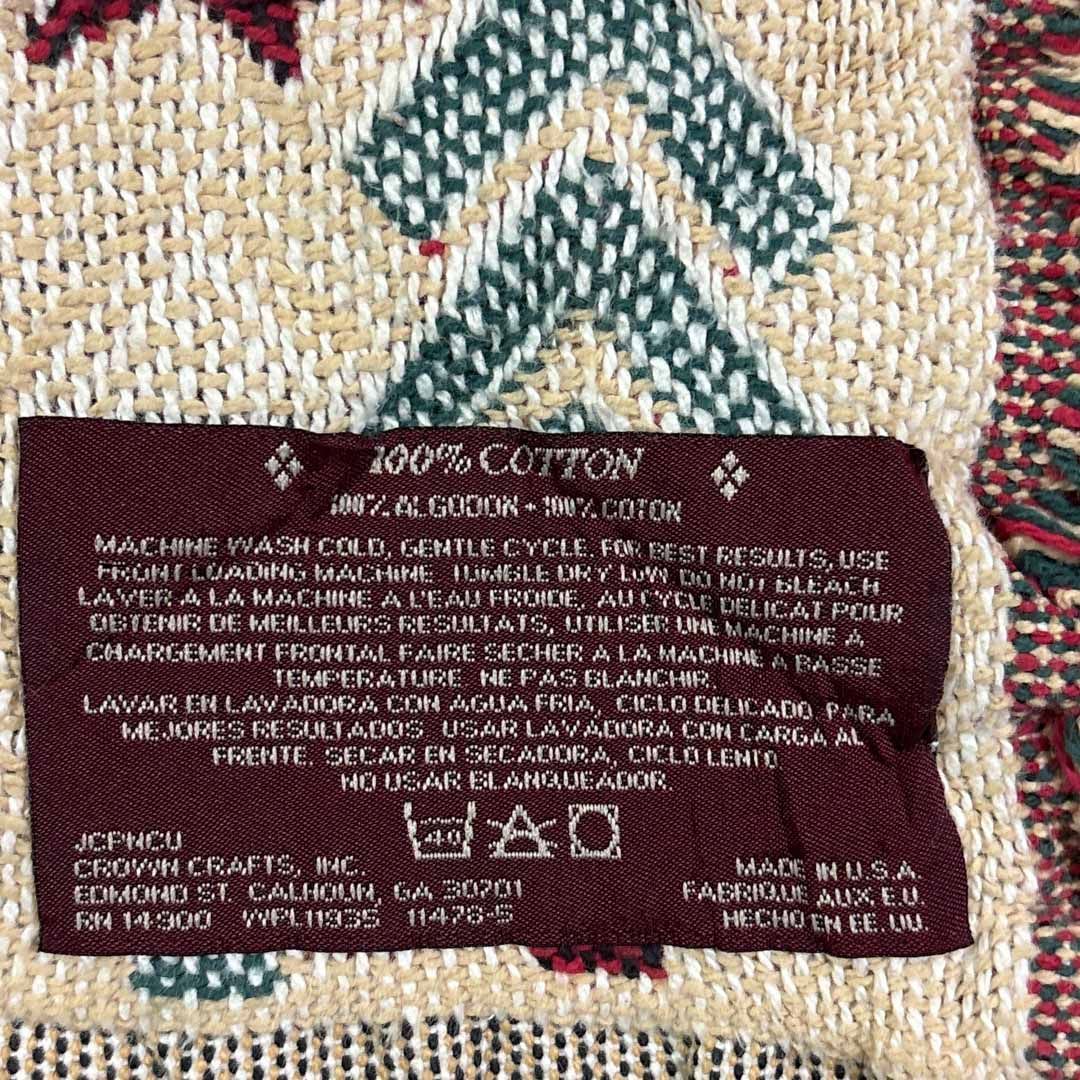 100% COTTON
100% ALGODON - 100% COTON
MACHINE WASH COLD, GENTLE CYCLE. FOR BEST RESULTS, USE
FRONT LOADING MACHINE. TUMBLE DRY LOW DO NOT BLEACH
LAVER A LA MACHINE A L'EAU FROIDE, AU CYCLE DELICAT POUR
OBTENIR DE MEILLEURS RESULTATS, UTILISER UNE MACHINE A
CHARGEMENT FRONTAL FAIRE SECHER A LA MACHINE A BASSE
TEMPERATURE. NE PAS BLANCHIR.
LAVAR EN LAVADORA CON AGUA FRIA, CICLO DELICADO. PARA
MEJORES RESULTADOS. USAR LAVADORA CON CARGA AL
FRENTE. SECAR EN SECADORA, CICLO LENTO
NO USAR BLANQUEADOR.
40
JCPNCU
CROWN CRAFTS, INC.
EDMOND ST. CALHOUN, GA 30701
RN 14900 WPL11935 11476-5
MADE IN U.S.A.
FABRIQUE AUX E.U.
HECHO EN EE. UU.